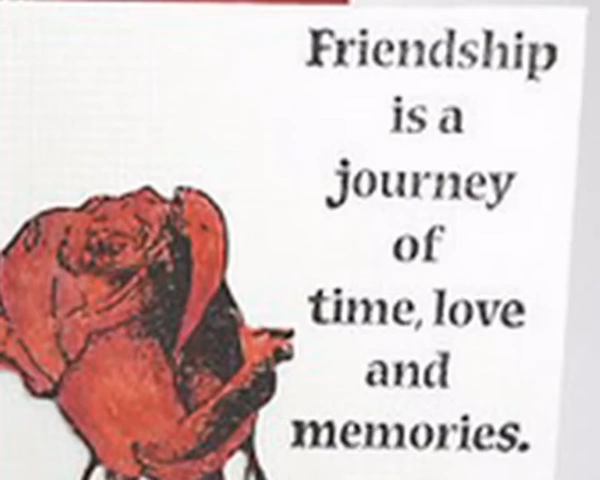 Friendship
is a
journey
of
time, love
and
memories.